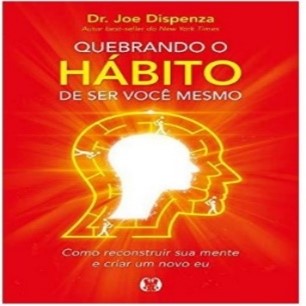 Dr. Joe Dispenza
Autor best-seller do New York Times
QUEBRANDO O
HÁBITO
DE SER VOCÊ MESMO
Como reconstruir sua mente
e criar um novo eu